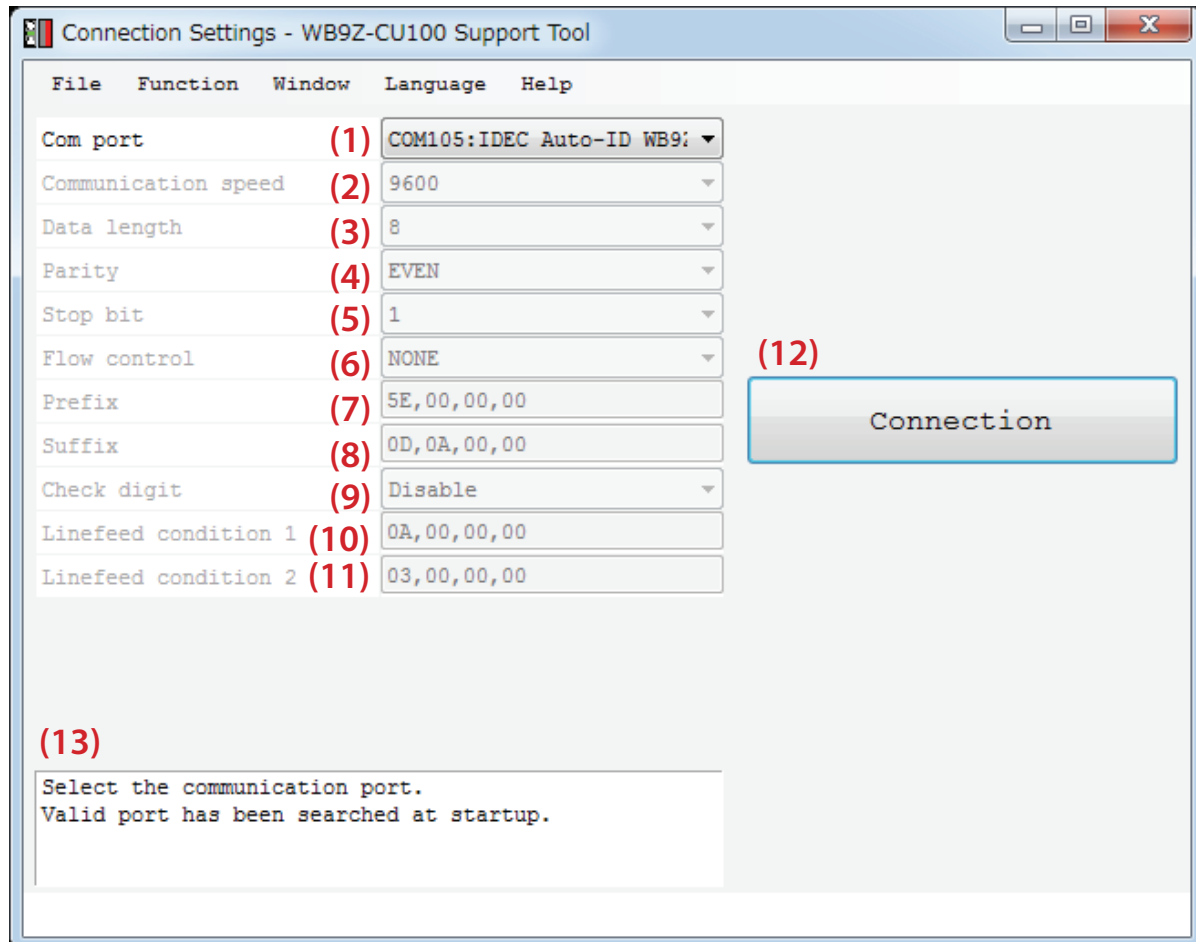 Connection Settings - WB9Z-CU100 Support Tool
File Function Window Language Help
Com port (1) COM105:IDEC Auto-ID WB9
Communication speed (2) 9600
Data length (3) 8
Parity (4) EVEN
Stop bit (5) 1
Flow control (6) NONE
(12)
Prefix (7) 5E,00,00,00
Connection
Suffix (8) 0D,0A,00,00
Check digit (9) Disable
Linefeed condition 1 (10) 0A,00,00,00
Linefeed condition 2 (11) 03,00,00,00
(13)
Select the communication port.
Valid port has been searched at startup.